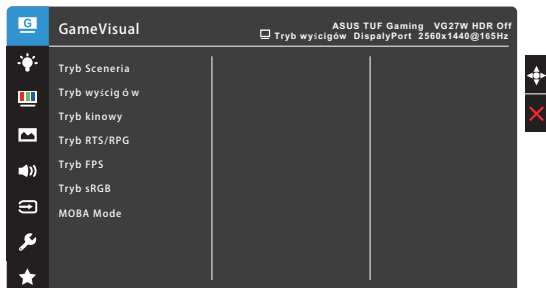 G
GameVisual
ASUS TUF Gaming VG27W HDR Off
Tryb wyścigów DispalyPort 2560x1440@165Hz
Tryb Sceneria
Tryb wyścig ó w
Tryb kinowy
Tryb RTS/RPG
Tryb FPS
Tryb sRGB
MOBA Mode